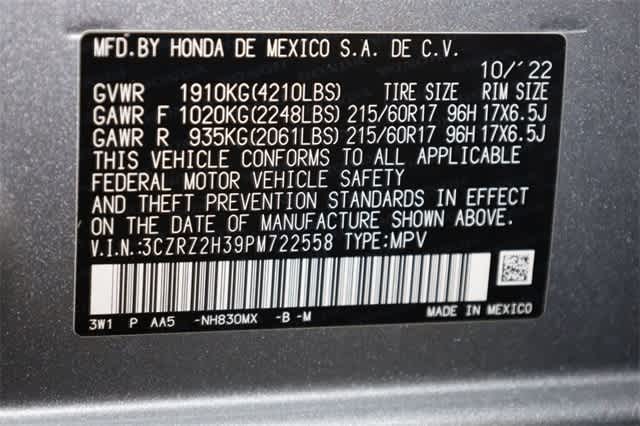 MFD.BY HONDA DE MEXICO S.A. DE C.V.
10/'22
GVWR 1910KG(4210LBS) TIRE SIZE RIM SIZE
GAWR F 1020KG(2248LBS) 215/60R17 96H 17X6.5J
GAWR R 935KG(2061LBS) 215/60R17 96H 17X6.5J
THIS VEHICLE CONFORMS TO ALL APPLICABLE
FEDERAL MOTOR VEHICLE SAFETY
AND THEFT PREVENTION STANDARDS IN EFFECT
ON THE DATE OF MANUFACTURE SHOWN ABOVE.
V.I.N.:3CZRZ2H39PM722558 TYPE:MPV
3W1 P AA5 -NH830MX -B -M MADE IN MEXICO